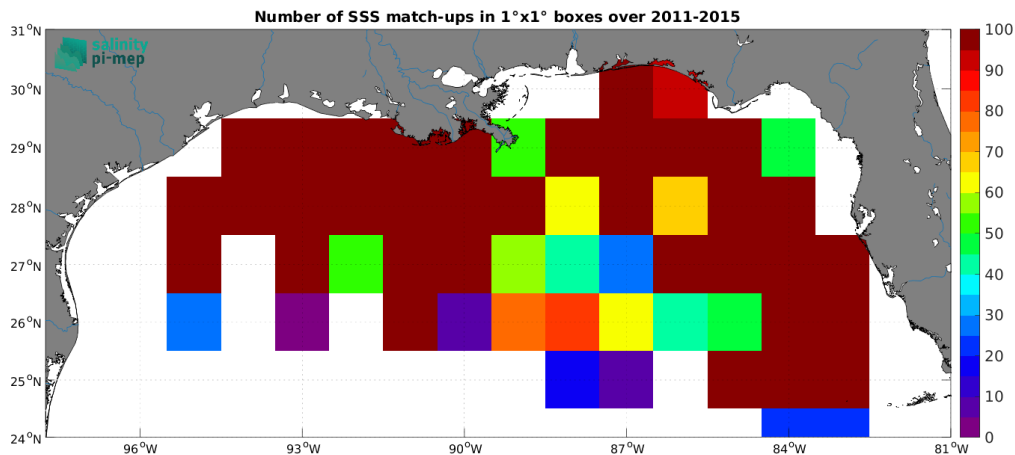 Number of SSS match-ups in 1°x1° boxes over 2011-2015
salinity
pi-mep
31°N
30°N
29°N
28°N
27°N
26°N
25°N
24°N
96°W
93°W
90°W
87°W
84°W
81°W
100
90
80
70
60
50
40
30
20
10
0